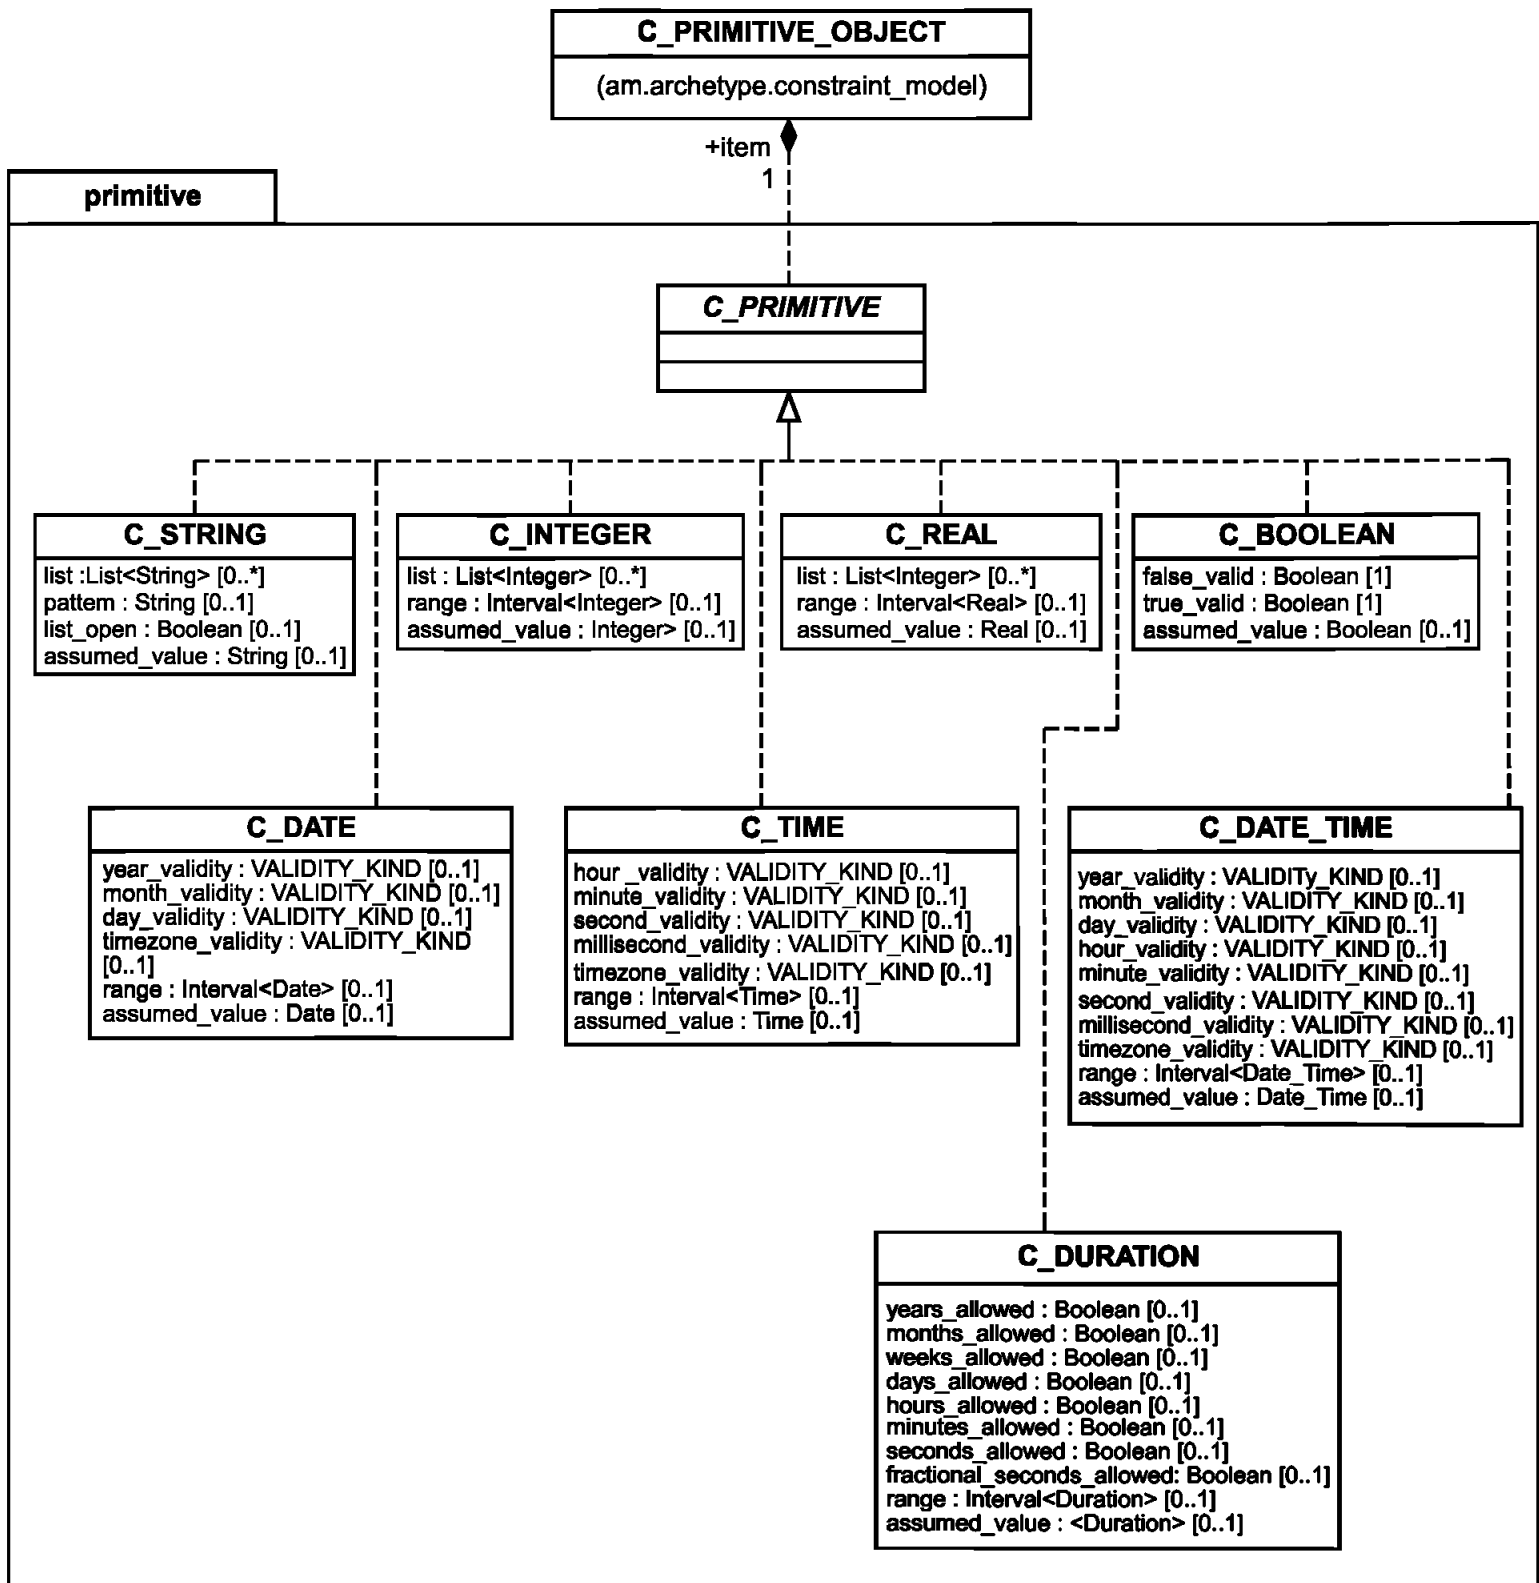 C_PRIMITIVE_OBJECT
(am.archetype.constraint_model)
+item
1
primitive
C_PRIMITIVE
C_STRING
list :List<String> [0..*]
pattem : String [0..1]
list_open : Boolean [0..1]
assumed_value : String [0..1]
C_INTEGER
list : List<Integer> [0..*]
range : Interval<Integer> [0..1]
assumed_value : Integer> [0..1]
C_REAL
list : List<Integer> [0..*]
range : Interval<Real> [0..1]
assumed_value : Real [0..1]
C_BOOLEAN
false_valid : Boolean [1]
true_valid : Boolean [1]
assumed_value : Boolean [0..1]
C_DATE
year_validity : VALIDITY_KIND [0..1]
month_validity : VALIDITY_KIND [0..1]
day_validity : VALIDITY_KIND [0..1]
timezone_validity : VALIDITY_KIND
[0..1]
range : Interval<Date> [0..1]
assumed_value : Date [0..1]
C_TIME
hour _validity : VALIDITY_KIND [0..1]
minute_validity : VALIDITY_KIND [0..1]
second_validity : VALIDITY_KIND [0..1]
millisecond_validity : VALIDITY_KIND [0..1]
timezone_validity : VALIDITY_KIND [0..1]
range : Interval<Time> [0..1]
assumed_value : Time [0..1]
C_DATE_TIME
year_validity : VALIDITy_KIND [0..1]
month_validity : VALIDITY_KIND [0..1]
day_validity : VALIDITY_KIND [0..1]
hour_validity : VALIDITY_KIND [0..1]
minute_validity : VALIDITY_KIND [0..1]
second_validity : VALIDITY_KIND [0..1]
millisecond_validity : VALIDITY_KIND [0..1]
timezone_validity : VALIDITY_KIND [0..1]
range : Interval<Date_Time> [0..1]
assumed_value : Date_Time [0..1]
C_DURATION
years_allowed : Boolean [0..1]
months_allowed : Boolean [0..1]
weeks_allowed : Boolean [0..1]
days_allowed : Boolean [0..1]
hours_allowed : Boolean [0..1]
minutes_allowed : Boolean [0..1]
seconds_allowed : Boolean [0..1]
fractional_seconds_allowed: Boolean [0..1]
range : Interval<Duration> [0..1]
assumed_value : <Duration> [0..1]